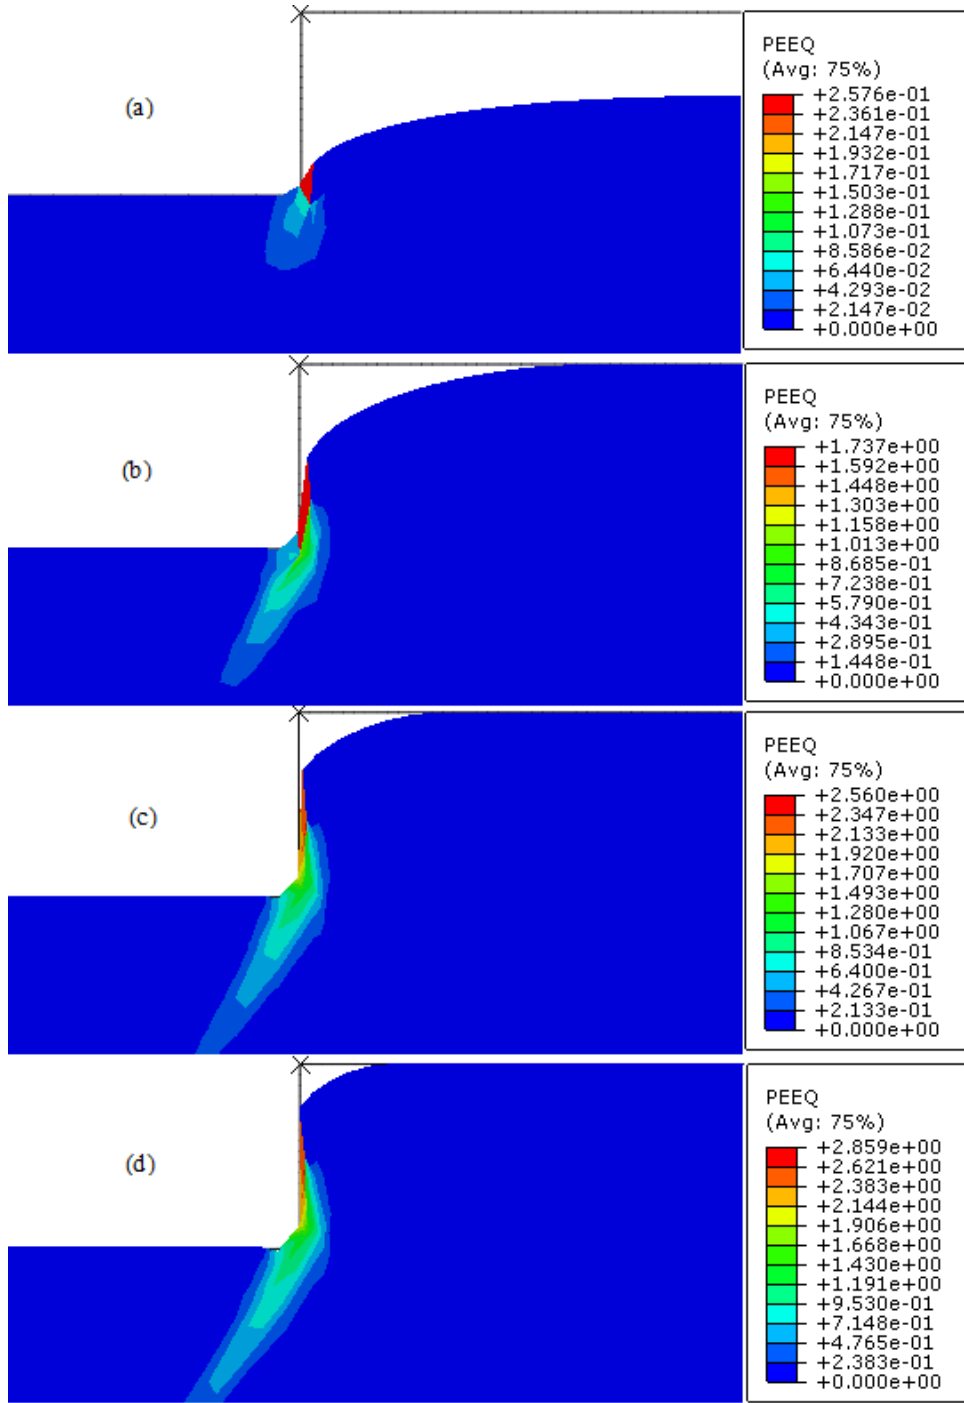 (a)
PEEQ
(Avg: 75%)
+2.576e-01
+2.361e-01
+2.147e-01
+1.932e-01
+1.717e-01
+1.503e-01
+1.288e-01
+1.073e-01
+8.586e-02
+6.440e-02
+4.293e-02
+2.147e-02
+0.000e+00
(b)
PEEQ
(Avg: 75%)
+1.737e+00
+1.592e+00
+1.448e+00
+1.303e+00
+1.158e+00
+1.013e+00
+8.685e-01
+7.238e-01
+5.790e-01
+4.343e-01
+2.895e-01
+1.448e-01
+0.000e+00
(c)
PEEQ
(Avg: 75%)
+2.560e+00
+2.347e+00
+2.133e+00
+1.920e+00
+1.707e+00
+1.493e+00
+1.280e+00
+1.067e+00
+8.534e-01
+6.400e-01
+4.267e-01
+2.133e-01
+0.000e+00
(d)
PEEQ
(Avg: 75%)
+2.859e+00
+2.621e+00
+2.383e+00
+2.144e+00
+1.906e+00
+1.668e+00
+1.430e+00
+1.191e+00
+9.530e-01
+7.148e-01
+4.765e-01
+2.383e-01
+0.000e+00